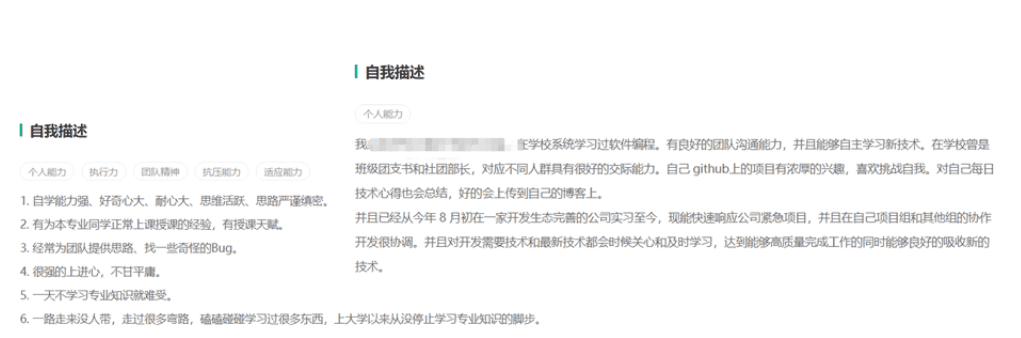 自我描述
个人能力 执行力 团队精神 抗压能力 适应能力
1. 自学能力强、好奇心大、耐心大、思维活跃、思路严谨缜密。
2. 有为本专业同学正常上课授课的经验，有授课天赋。
3. 经常为团队提供思路、找一些奇怪的Bug。
4. 很强的上进心，不甘平庸。
5. 一天不学习专业知识就难受。
6. 一路走来没人带，走过很多弯路，磕磕碰碰学习过很多东西，上大学以来从没停止学习专业知识的脚步。
自我描述
个人能力
我 在学校系统学习过软件编程。有良好的团队沟通能力，并且能够自主学习新技术。在学校曾是
班级团支书和社团部长，对应不同人群具有很好的交际能力。自己 github上的项目有浓厚的兴趣，喜欢挑战自我。对自己每日
技术心得也会总结，好的会上传到自己的博客上。
并且已经从今年 8 月初在一家开发生态完善的公司实习至今，现能快速响应公司紧急项目，并且在自己项目组和其他组的协作
开发很协调。并且对开发需要技术和最新技术都会时候关心和及时学习，达到能够高质量完成工作的同时能够良好的吸收新的
技术。